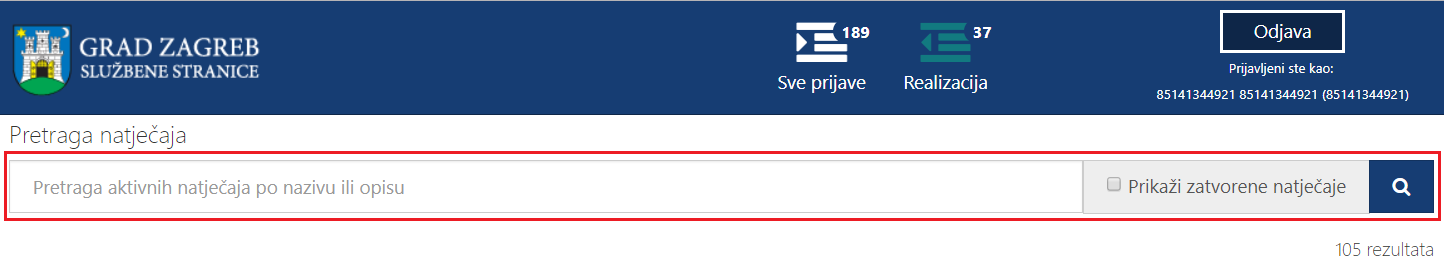 GRAD ZAGREB
SLUŽBENE STRANICE
189
Sve prijave
37
Realizacija
Odjava
Prijavljeni ste kao:
85141344921 85141344921 (85141344921)
Pretraga natječaja
Pretraga aktivnih natječaja po nazivu ili opisu
Prikaži zatvorene natječaje
105 rezultata